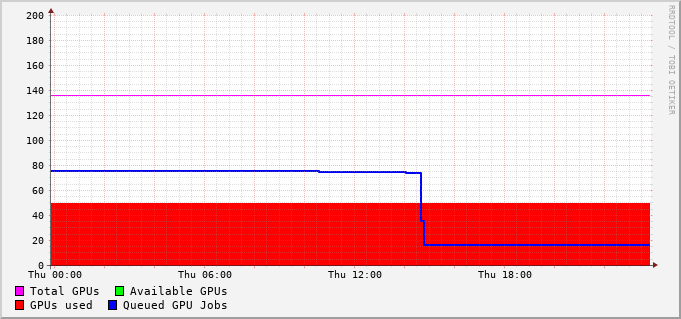 RRDTOOL / TOBI OETIKER
200
180
160
140
120
100
80
60
40
20
0
Thu 00:00 Thu 06:00 Thu 12:00 Thu 18:00
Total GPUs Available GPUs
GPUs used Queued GPU Jobs